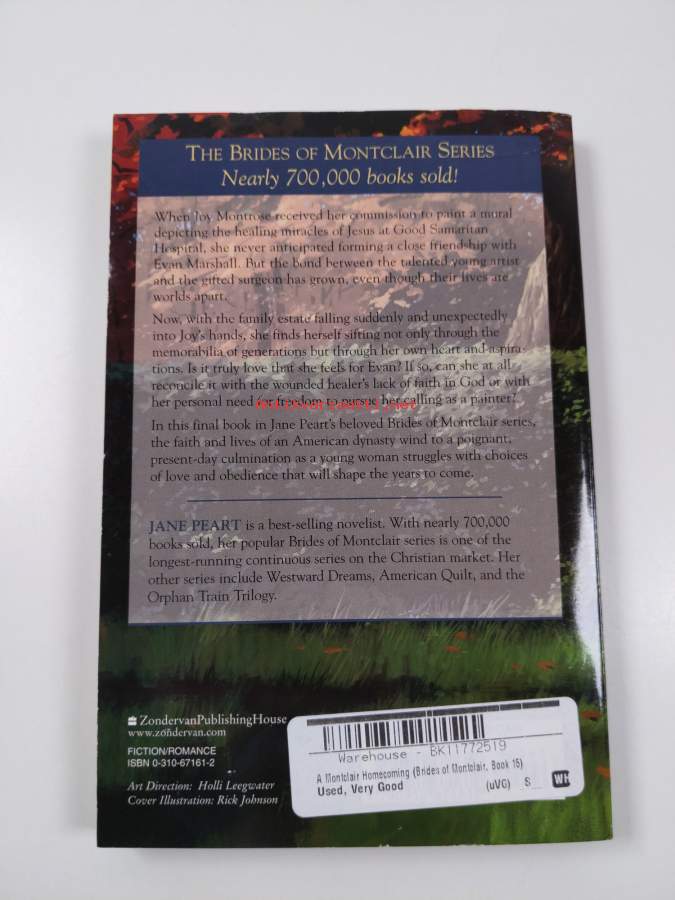 THE BRIDES OF MONTCLAIR SERIES
Nearly 700,000 books sold!
When Joy Montrose received her commission to paint a mural
depicting the healing miracles of Jesus at Good Samaritan
Hospital, she never anticipated forming a close friendship with
Evan Marshall. But the bond between the talented young artist
and the gifted surgeon has grown, even though their lives are
worlds apart.
Now, with the family estate falling suddenly and unexpectedly
into Joy's hands, she finds herself sifting not only through the
memorabilia of generations but through her own heart and aspira-
tions. Is it truly love that she feels for Evan? If so, can she at all
reconcile it with the wounded healer's lack of faith in God or with
her personal need for freedom to pursue her calling as a painter?
In this final book in Jane Peart's beloved Brides of Montclair series,
the faith and lives of an American dynasty wind to a poignant,
present-day culmination as a young woman struggles with choices
of love and obedience that will shape the years to come.
JANE PEART is a best-selling novelist. With nearly 700,000
books sold, her popular Brides of Montclair series is one of the
longest-running continuous series on the Christian market. Her
other series include Westward Dreams, American Quilt, and the
Orphan Train Trilogy.
ZondervanPublishingHouse
www.zondervan.com
FICTION/ROMANCE
ISBN 0-310-67161-2
Art Direction: Holli Leegwater
Cover Illustration: Rick Johnson
Warehouse - BK11772519
A Montclair Homecoming (Brides of Montclair, Book 15)
Used, Very Good (uVG) S
WH